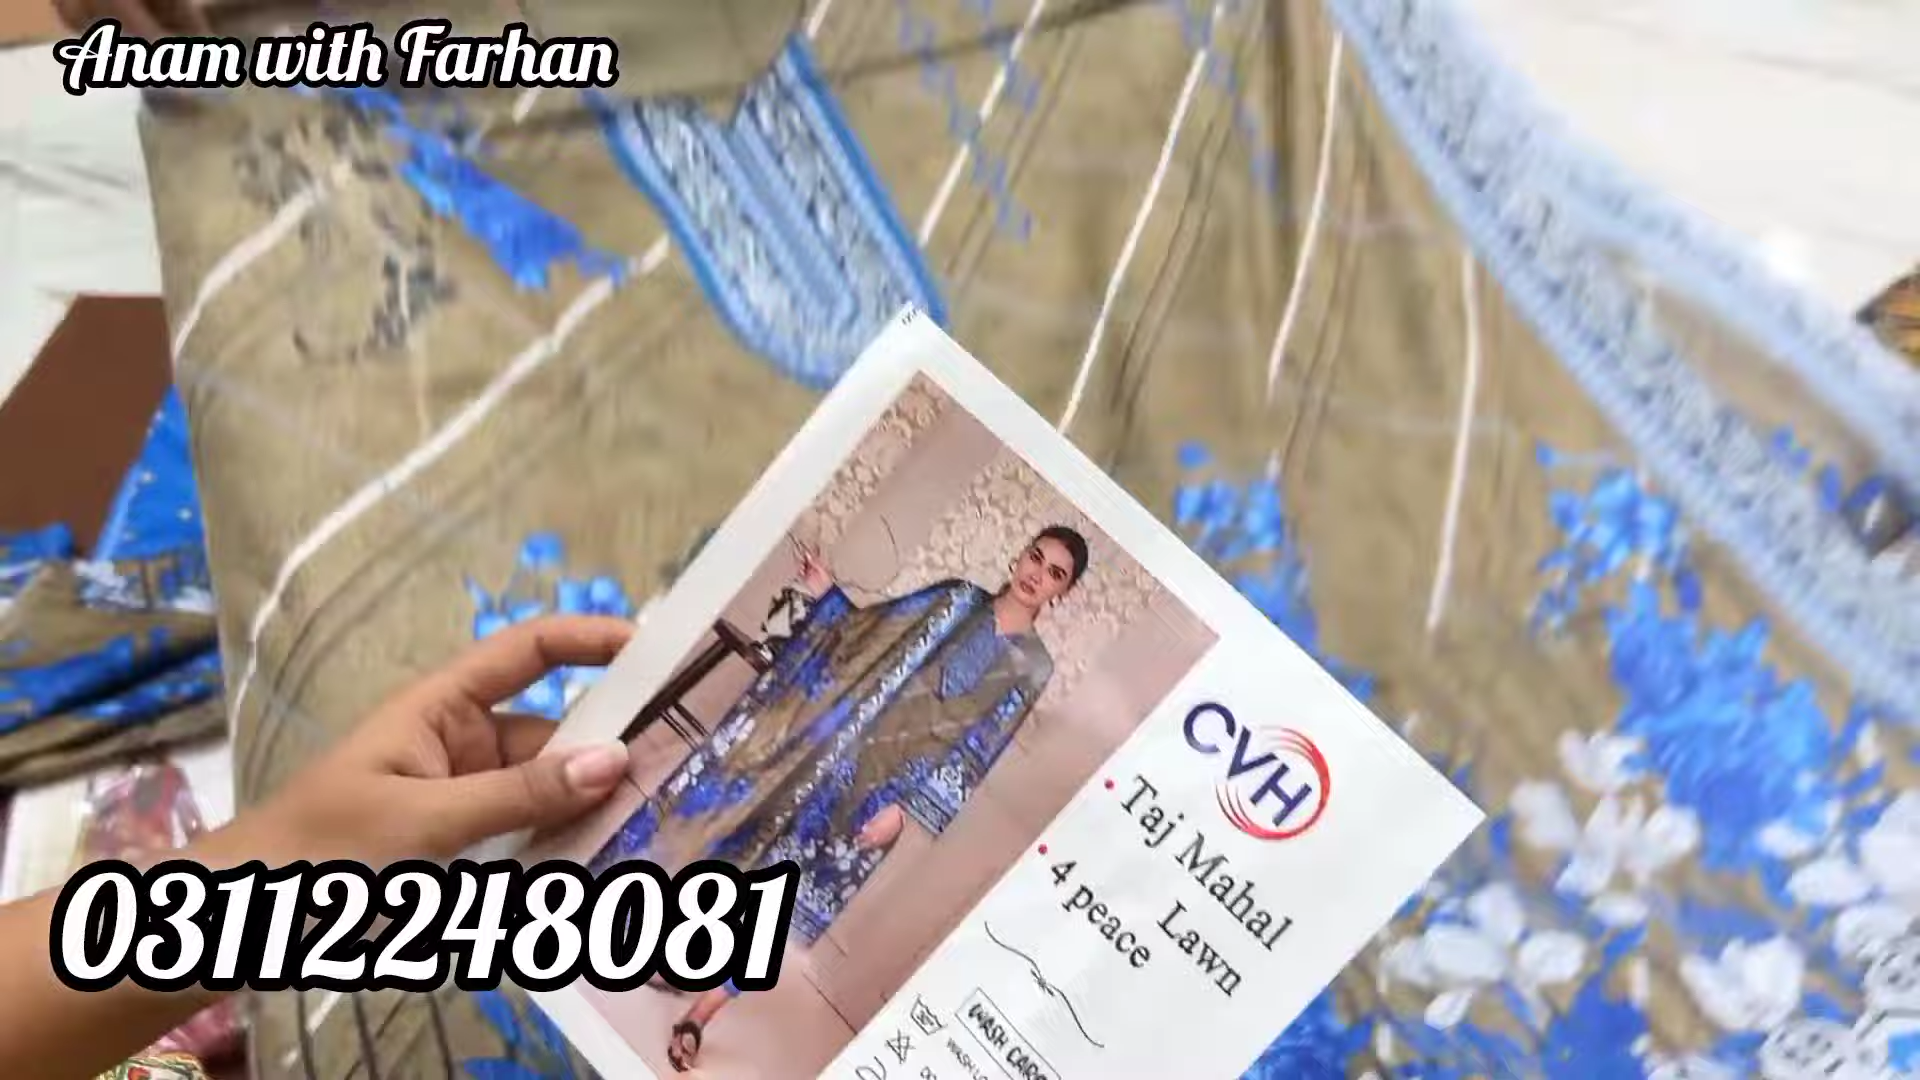 Anam with Farhan
CVH
• Taj Mahal
Lawn
• 4 peace
WASH CARE
03112248081